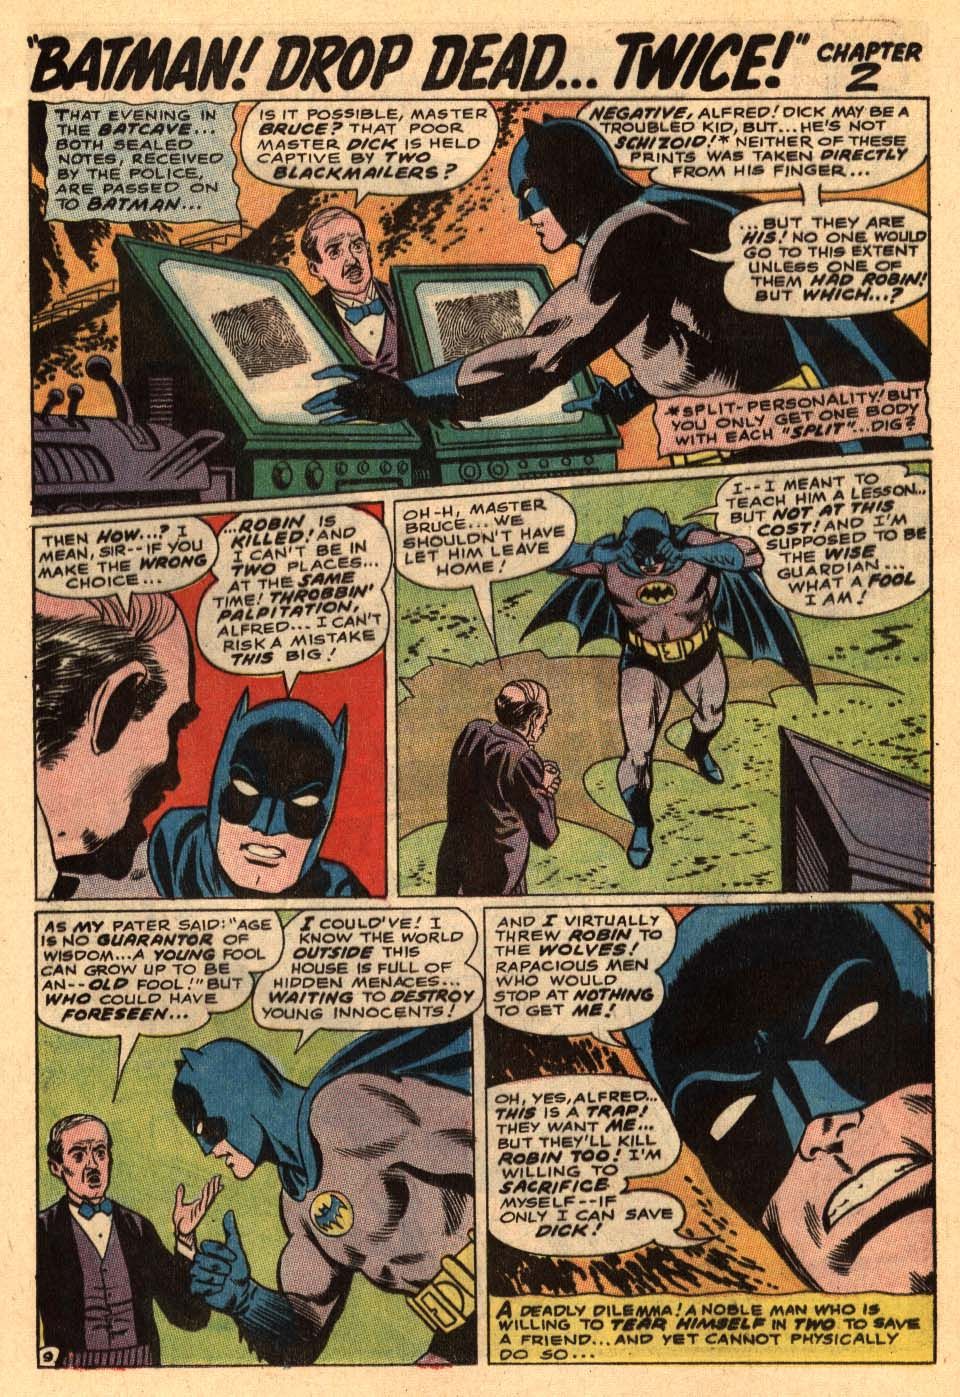 "BATMAN! DROP DEAD... TWICE!"
CHAPTER
2
THAT EVENING IN
THE BATCAVE...
BOTH SEALED
NOTES, RECEIVED
BY THE POLICE,
ARE PASSED ON
TO BATMAN...
IS IT POSSIBLE, MASTER
BRUCE? THAT POOR
MASTER DICK IS HELD
CAPTIVE BY TWO
BLACKMAILERS?
NEGATIVE, ALFRED! DICK MAY BE A
TROUBLED KID, BUT... HE'S NOT
SCHIZOID!* NEITHER OF THESE
PRINTS WAS TAKEN DIRECTLY
FROM HIS FINGER...
...BUT THEY ARE
HIS! NO ONE WOULD
GO TO THIS EXTENT
UNLESS ONE OF
THEM HAD ROBIN!
BUT WHICH...?
*SPLIT-PERSONALITY! BUT
YOU ONLY GET ONE BODY
WITH EACH "SPLIT"... DIG?
THEN HOW...? I
MEAN, SIR--IF YOU
MAKE THE WRONG
CHOICE...
...ROBIN IS
KILLED! AND
I CAN'T BE IN
TWO PLACES...
AT THE SAME
TIME! THROBBIN'
PALPITATION,
ALFRED... I CAN'T
RISK A MISTAKE
THIS BIG!
OH-H, MASTER
BRUCE... WE
SHOULDN'T HAVE
LET HIM LEAVE
HOME!
I--I MEANT TO
TEACH HIM A LESSON...
BUT NOT AT THIS
COST! AND I'M
SUPPOSED TO BE
THE WISE
GUARDIAN...
WHAT A FOOL
I AM!
AS MY PATER SAID: "AGE
IS NO GUARANTOR OF
WISDOM... A YOUNG FOOL
CAN GROW UP TO BE
AN--OLD FOOL!" BUT
WHO COULD HAVE
FORESEEN...
I COULD'VE! I
KNOW THE WORLD
OUTSIDE THIS
HOUSE IS FULL OF
HIDDEN MENACES...
WAITING TO DESTROY
YOUNG INNOCENTS!
AND I VIRTUALLY
THREW ROBIN TO
THE WOLVES!
RAPACIOUS MEN
WHO WOULD
STOP AT NOTHING
TO GET ME!
OH, YES, ALFRED...
THIS IS A TRAP!
THEY WANT ME...
BUT THEY'LL KILL
ROBIN TOO! I'M
WILLING TO
SACRIFICE
MYSELF--IF
ONLY I CAN SAVE
DICK!
A DEADLY DILEMMA! A NOBLE MAN WHO IS
WILLING TO TEAR HIMSELF IN TWO TO SAVE
A FRIEND... AND YET CANNOT PHYSICALLY
DO SO...
9